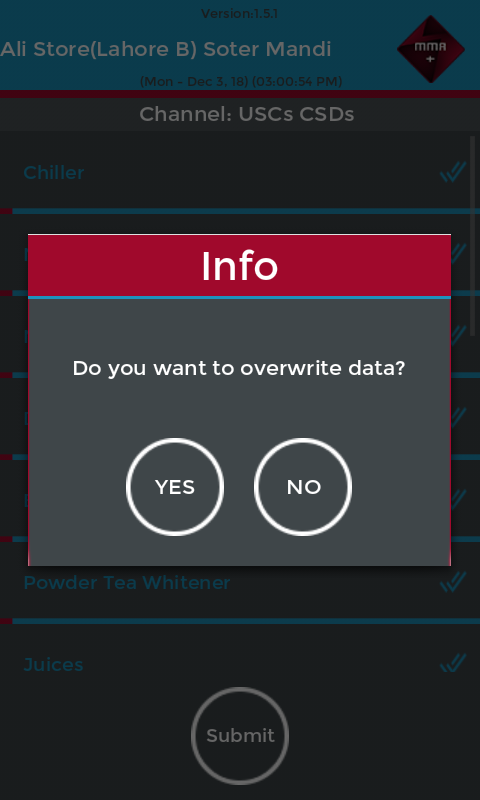 Version:1.5.1
Ali Store(Lahore B) Soter Mandi
MMA
+
(Mon - Dec 3, 18) (03:00:54 PM)
Channel: USCs CSDs
Chiller
Info
Do you want to overwrite data?
YES
NO
Powder Tea Whitener
Juices
Submit